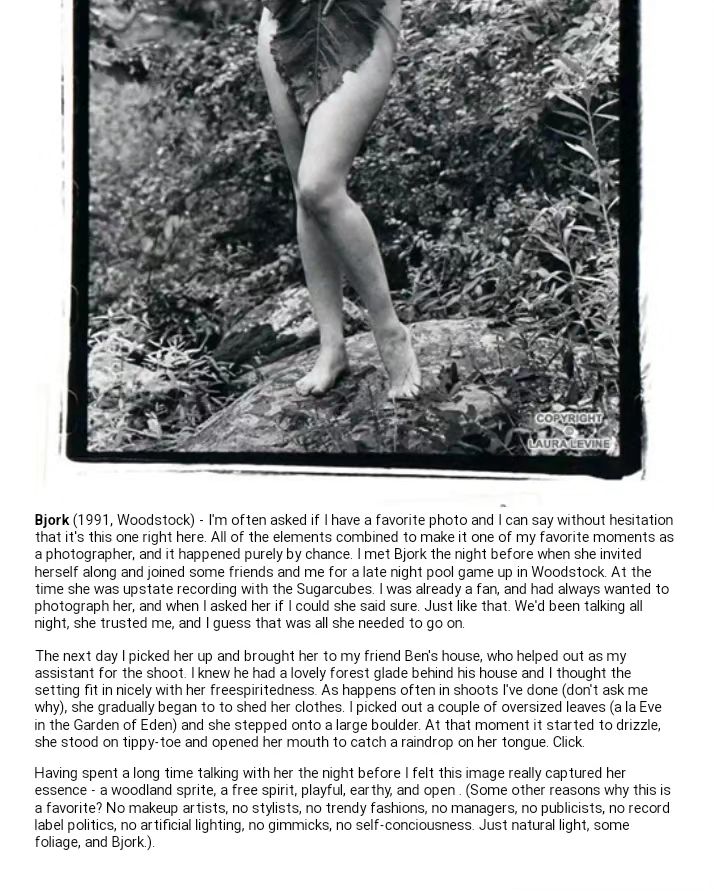 COPYRIGHT
©
LAURA LEVINE
Bjork (1991, Woodstock) - I'm often asked if I have a favorite photo and I can say without hesitation
that it's this one right here. All of the elements combined to make it one of my favorite moments as
a photographer, and it happened purely by chance. I met Bjork the night before when she invited
herself along and joined some friends and me for a late night pool game up in Woodstock. At the
time she was upstate recording with the Sugarcubes. I was already a fan, and had always wanted to
photograph her, and when I asked her if I could she said sure. Just like that. We'd been talking all
night, she trusted me, and I guess that was all she needed to go on.
The next day I picked her up and brought her to my friend Ben's house, who helped out as my
assistant for the shoot. I knew he had a lovely forest glade behind his house and I thought the
setting fit in nicely with her freespiritedness. As happens often in shoots I've done (don't ask me
why), she gradually began to to shed her clothes. I picked out a couple of oversized leaves (a la Eve
in the Garden of Eden) and she stepped onto a large boulder. At that moment it started to drizzle,
she stood on tippy-toe and opened her mouth to catch a raindrop on her tongue. Click.
Having spent a long time talking with her the night before I felt this image really captured her
essence - a woodland sprite, a free spirit, playful, earthy, and open . (Some other reasons why this is
a favorite? No makeup artists, no stylists, no trendy fashions, no managers, no publicists, no record
label politics, no artificial lighting, no gimmicks, no self-conciousness. Just natural light, some
foliage, and Bjork.).